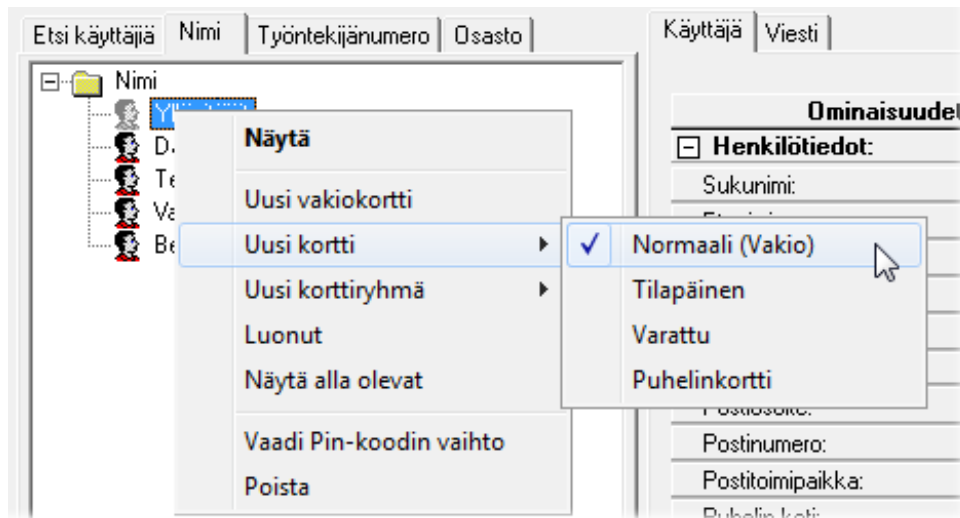 Etsi käyttäjiä Nimi Työntekijänumero Osasto
Käyttäjä Viesti
Nimi
Näytä
Uusi vakiokortti
Uusi kortti
Uusi korttiryhmä
Luonut
Näytä alla olevat
Vaadi Pin-koodin vaihto
Poista
Normaali (Vakio)
Tilapäinen
Varattu
Puhelinkortti
Henkilötiedot:
Sukunimi:
Postinumero:
Postitoimipaikka: